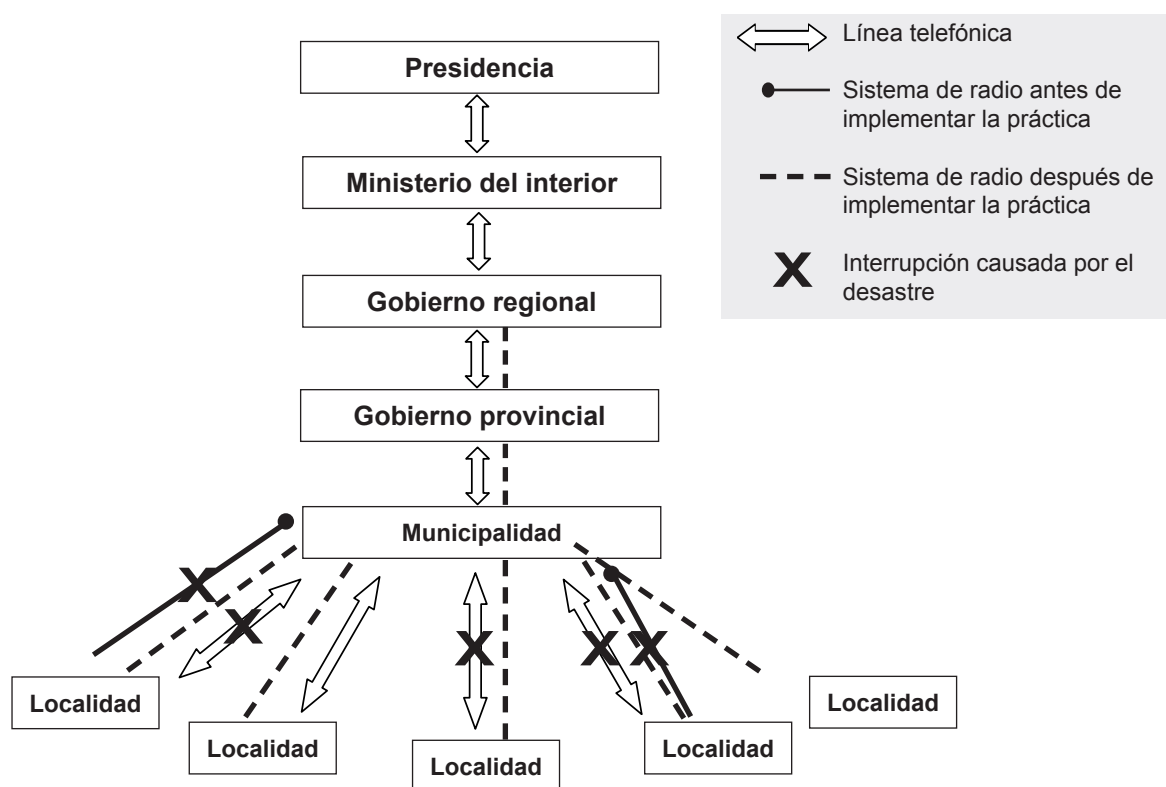 Presidencia
Ministerio del interior
Gobierno regional
Gobierno provincial
Municipalidad
Localidad
Localidad
Localidad
Localidad
Localidad
Línea telefónica
Sistema de radio antes de
implementar la práctica
Sistema de radio después de
implementar la práctica
X Interrupción causada por el
desastre
X
X
X
X
X